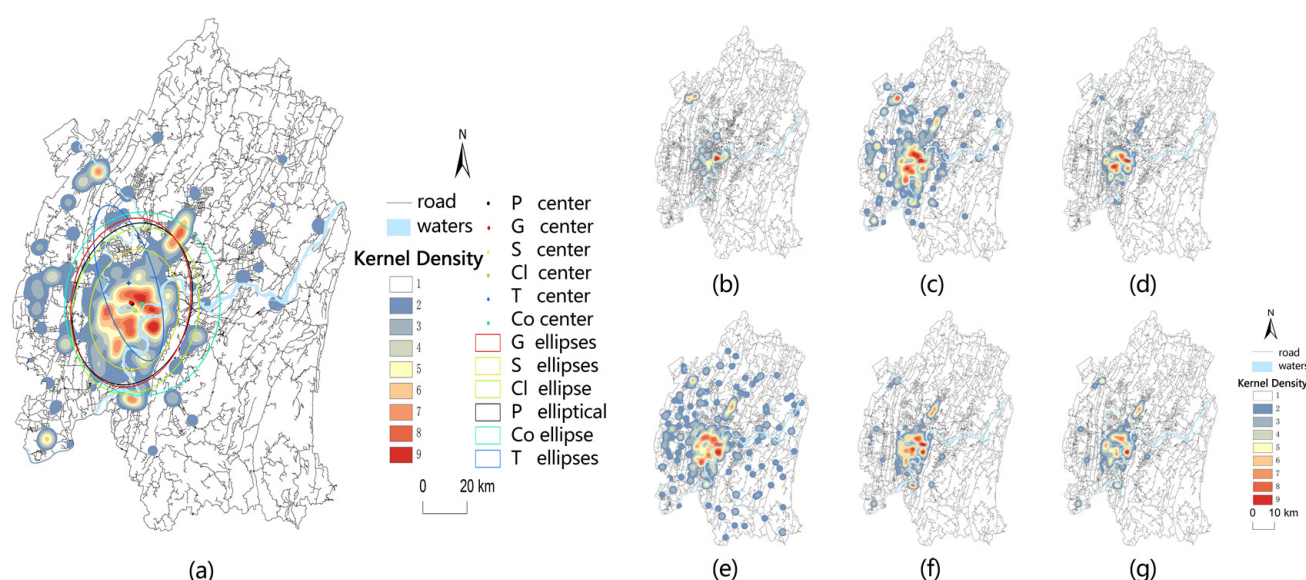 N
road
waters
Kernel Density
1
2
3
4
5
6
7
8
9
0 20 km
P center
G center
S center
Cl center
T center
Co center
G ellipses
S ellipses
Cl ellipse
P elliptical
Co ellipse
T ellipses
(a)
(b)
(c)
(d)
(e)
(f)
(g)
N
road
waters
Kernel Density
1
2
3
4
5
6
7
8
9
0 10 km